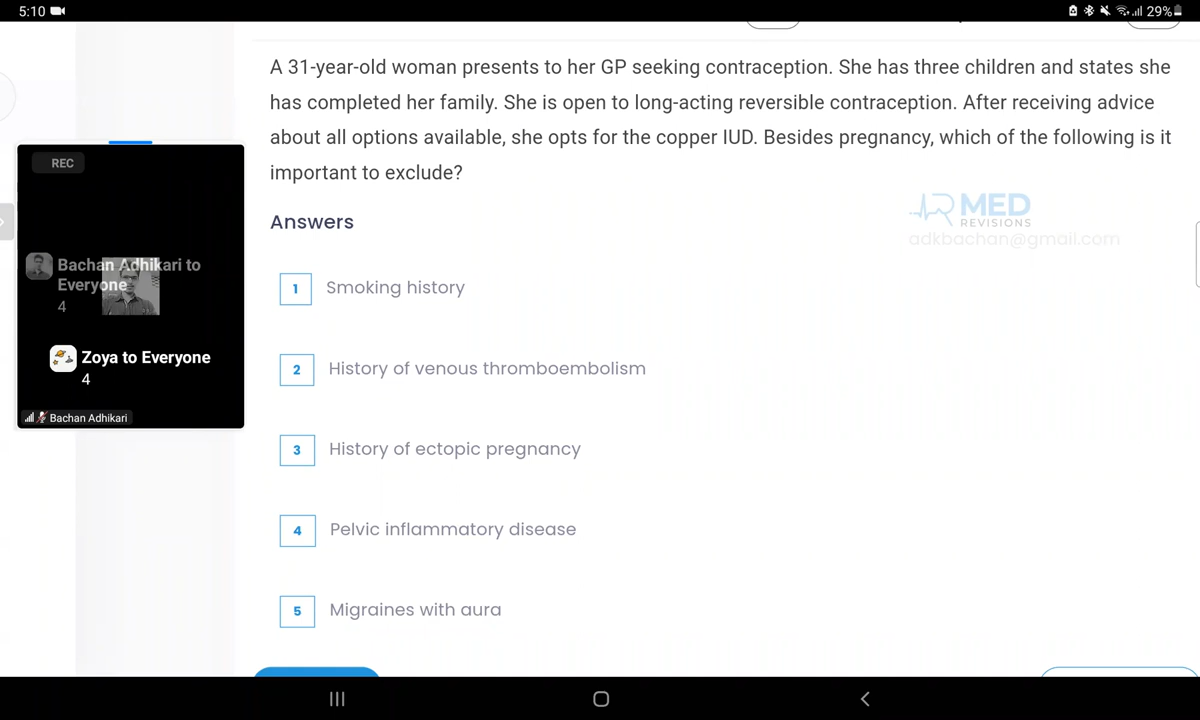 5:10
29%
A 31-year-old woman presents to her GP seeking contraception. She has three children and states she
has completed her family. She is open to long-acting reversible contraception. After receiving advice
about all options available, she opts for the copper IUD. Besides pregnancy, which of the following is it
important to exclude?
REC
Answers
MED
REVISIONS
adkbachan@gmail.com
Bachan Adhikari to
Everyone
4
1 Smoking history
Zoya to Everyone
4
2 History of venous thromboembolism
Bachan Adhikari
3 History of ectopic pregnancy
4 Pelvic inflammatory disease
5 Migraines with aura